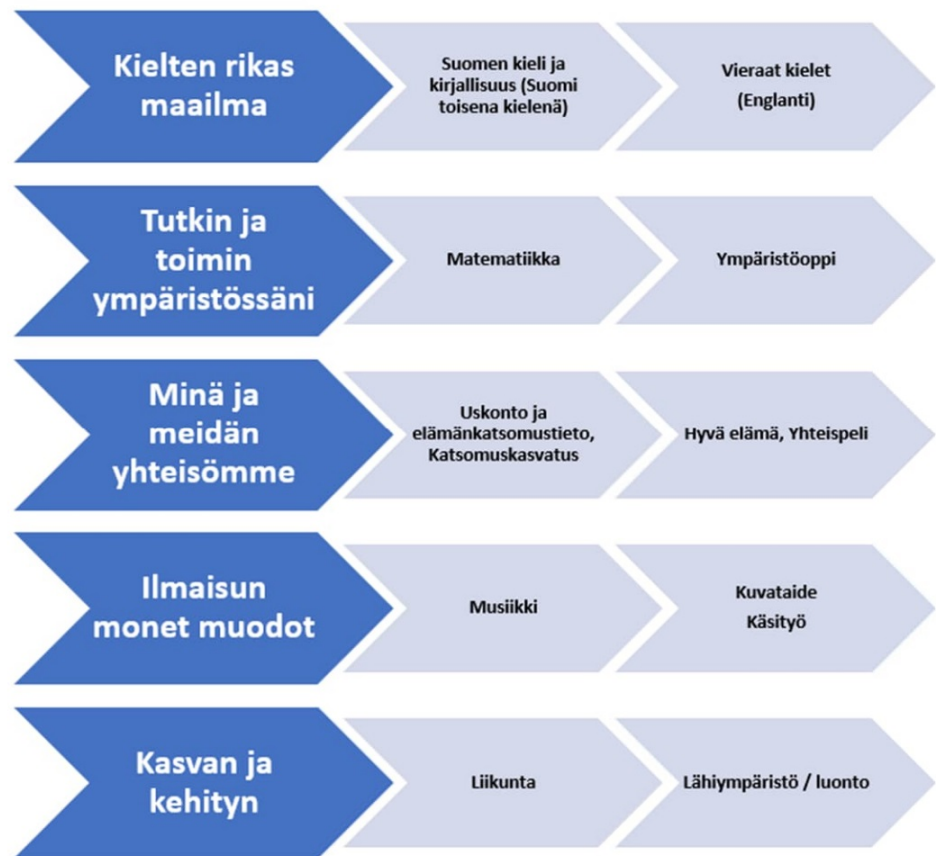 Kielten rikas
maailma
Suomen kieli ja
kirjallisuus (Suomi
toisena kielenä)
Vieraat kielet
(Englanti)
Tutkin ja
toimin
ympäristössäni
Matematiikka
Ympäristöoppi
Minä ja
meidän
yhteisömme
Uskonto ja
elämänkatsomustieto,
Katsomuskasvatus
Hyvä elämä, Yhteispeli
Ilmaisun
monet muodot
Musiikki
Kuvataide
Käsityö
Kasvan ja
kehityn
Liikunta
Lähiympäristö / luonto